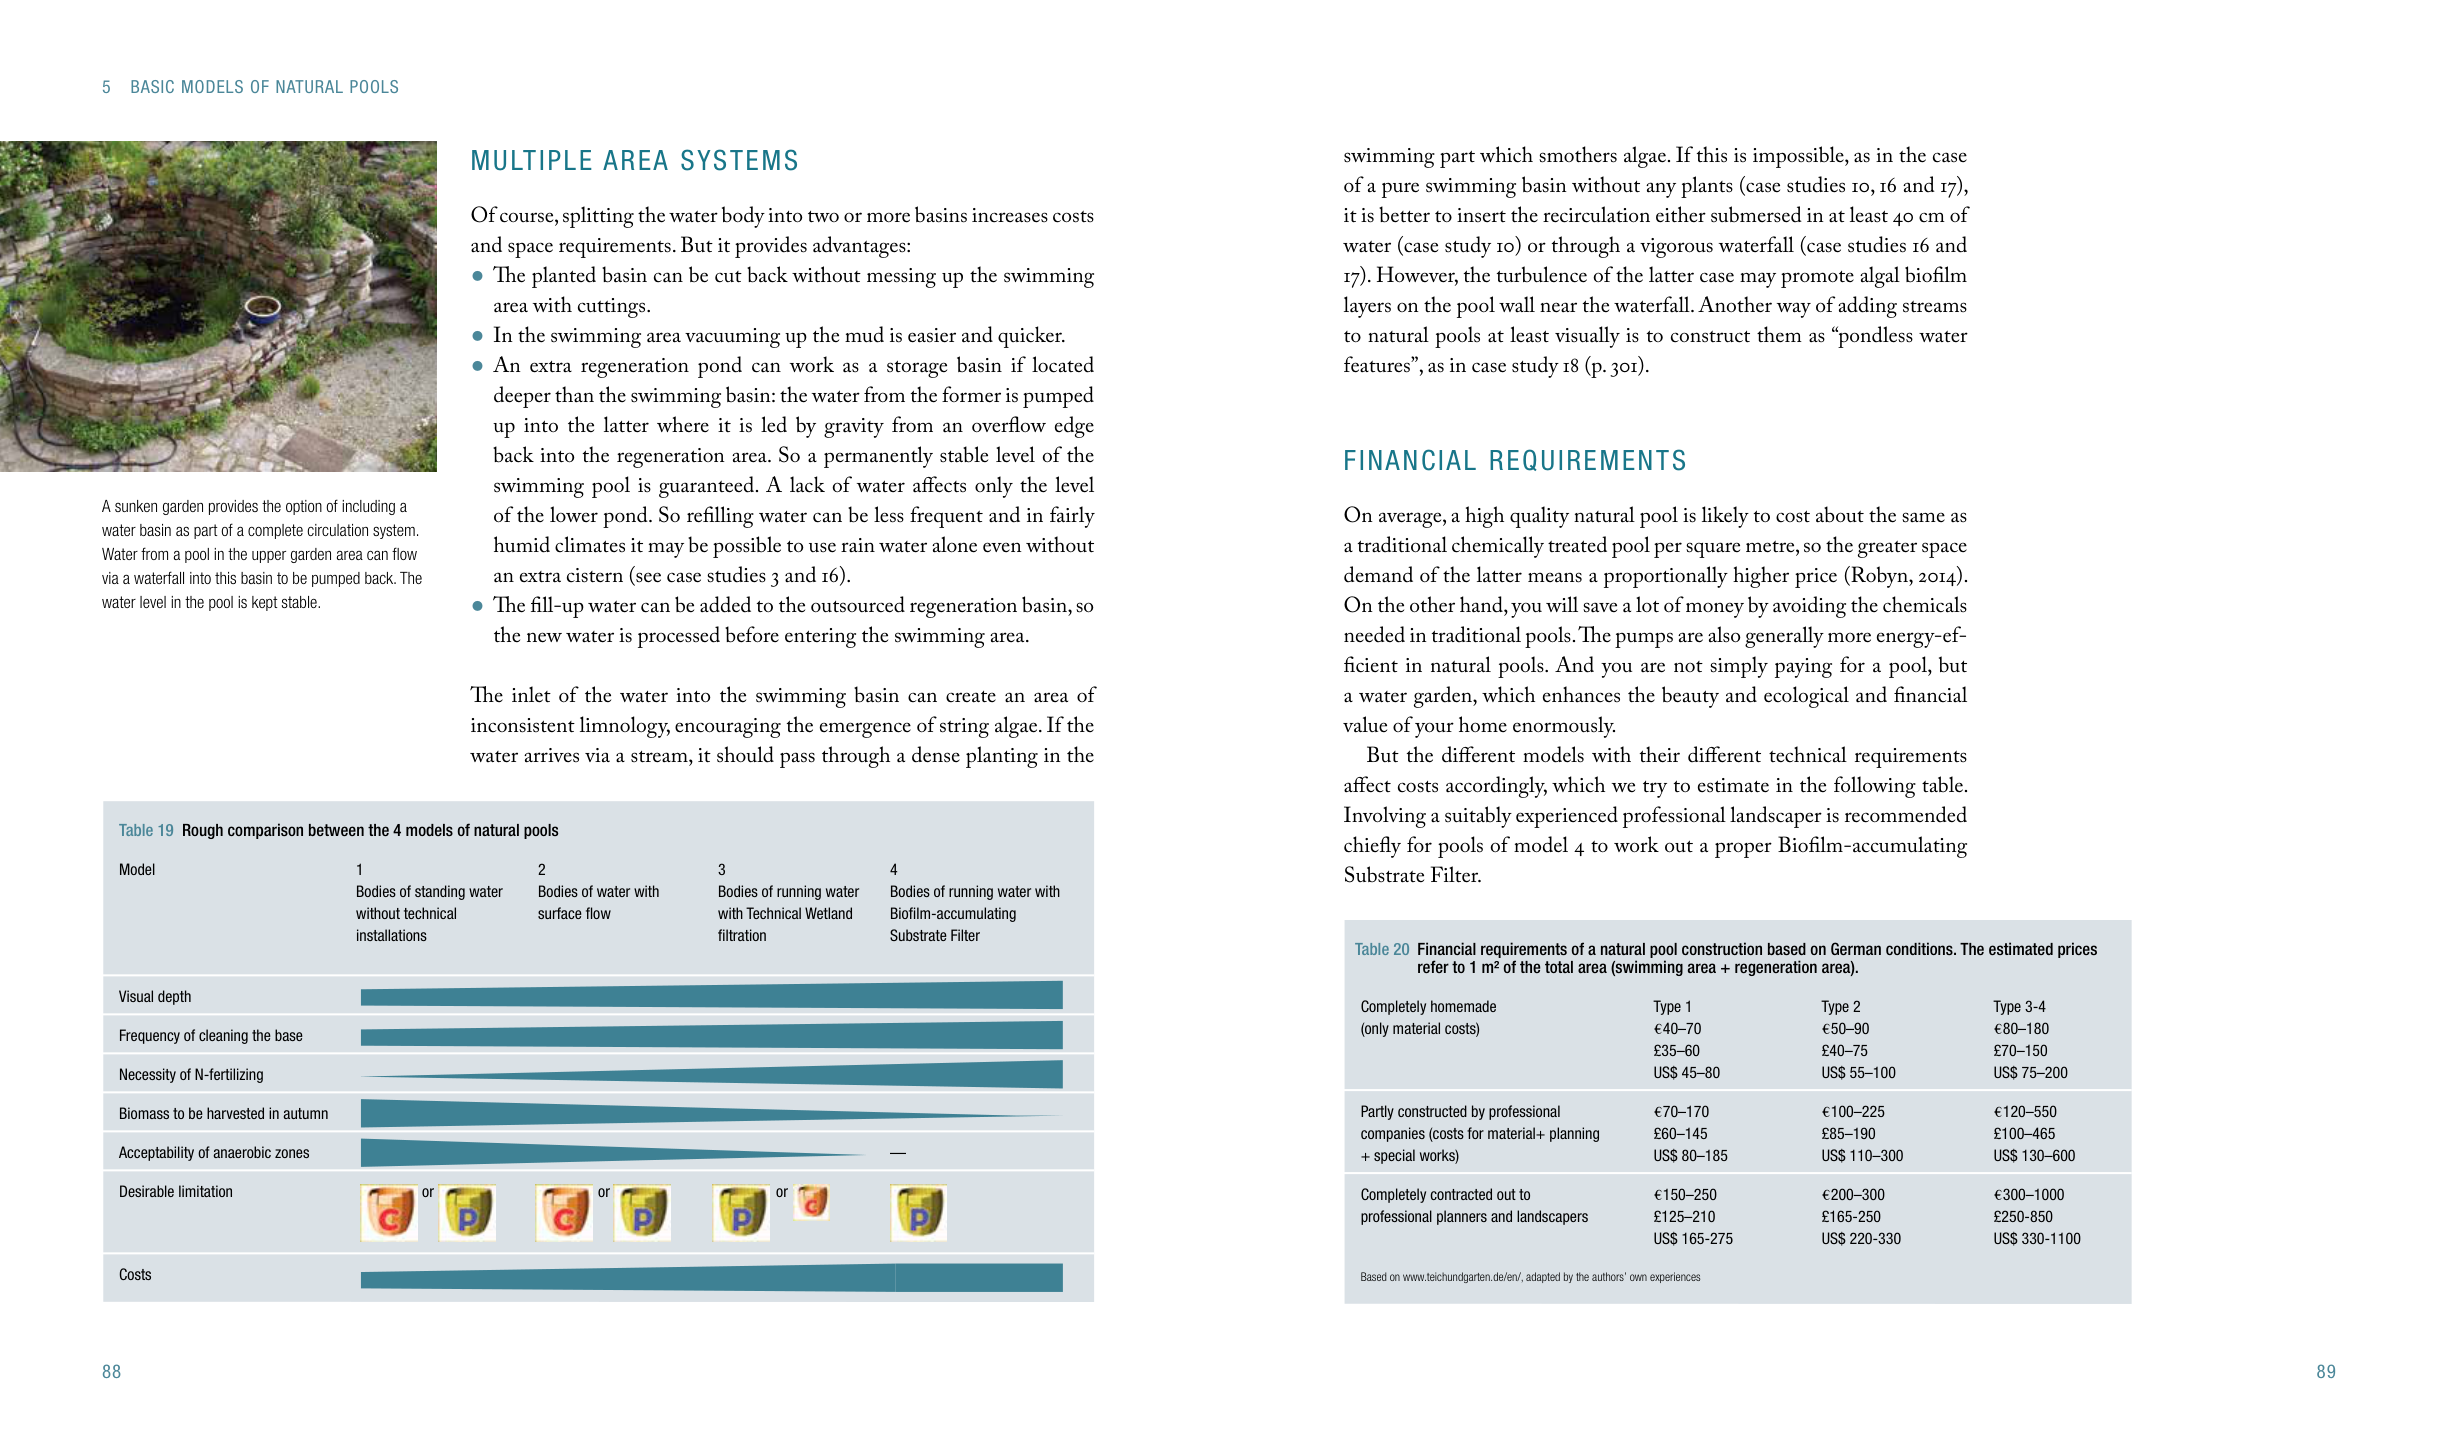 5 BASIC MODELS OF NATURAL POOLS
MULTIPLE AREA SYSTEMS
Of course, splitting the water body into two or more basins increases costs
and space requirements. But it provides advantages:
● The planted basin can be cut back without messing up the swimming
area with cuttings.
● In the swimming area vacuuming up the mud is easier and quicker.
● An extra regeneration pond can work as a storage basin if located
deeper than the swimming basin: the water from the former is pumped
up into the latter where it is led by gravity from an overflow edge
back into the regeneration area. So a permanently stable level of the
swimming pool is guaranteed. A lack of water affects only the level
of the lower pond. So refilling water can be less frequent and in fairly
humid climates it may be possible to use rain water alone even without
an extra cistern (see case studies 3 and 16).
● The fill-up water can be added to the outsourced regeneration basin, so
the new water is processed before entering the swimming area.
The inlet of the water into the swimming basin can create an area of
inconsistent limnology, encouraging the emergence of string algae. If the
water arrives via a stream, it should pass through a dense planting in the
A sunken garden provides the option of including a
water basin as part of a complete circulation system.
Water from a pool in the upper garden area can flow
via a waterfall into this basin to be pumped back. The
water level in the pool is kept stable.
Table 19 Rough comparison between the 4 models of natural pools
Model 1 2 3 4
Bodies of standing water Bodies of water with Bodies of running water Bodies of running water with
without technical surface flow with Technical Wetland Biofilm-accumulating
installations filtration Substrate Filter
Visual depth
Frequency of cleaning the base
Necessity of N-fertilizing
Biomass to be harvested in autumn
Acceptability of anaerobic zones —
Desirable limitation C or P C or P P or C P
Costs
88
swimming part which smothers algae. If this is impossible, as in the case
of a pure swimming basin without any plants (case studies 10, 16 and 17),
it is better to insert the recirculation either submersed in at least 40 cm of
water (case study 10) or through a vigorous waterfall (case studies 16 and
17). However, the turbulence of the latter case may promote algal biofilm
layers on the pool wall near the waterfall. Another way of adding streams
to natural pools at least visually is to construct them as “pondless water
features”, as in case study 18 (p. 301).
FINANCIAL REQUIREMENTS
On average, a high quality natural pool is likely to cost about the same as
a traditional chemically treated pool per square metre, so the greater space
demand of the latter means a proportionally higher price (Robyn, 2014).
On the other hand, you will save a lot of money by avoiding the chemicals
needed in traditional pools. The pumps are also generally more energy-ef-
ficient in natural pools. And you are not simply paying for a pool, but
a water garden, which enhances the beauty and ecological and financial
value of your home enormously.
But the different models with their different technical requirements
affect costs accordingly, which we try to estimate in the following table.
Involving a suitably experienced professional landscaper is recommended
chiefly for pools of model 4 to work out a proper Biofilm-accumulating
Substrate Filter.
Table 20 Financial requirements of a natural pool construction based on German conditions. The estimated prices
refer to 1 m² of the total area (swimming area + regeneration area).
Completely homemade Type 1 Type 2 Type 3-4
(only material costs) €40–70 €50–90 €80–180
£35–60 £40–75 £70–150
US$ 45–80 US$ 55–100 US$ 75–200
Partly constructed by professional €70–170 €100–225 €120–550
companies (costs for material+ planning £60–145 £85–190 £100–465
+ special works) US$ 80–185 US$ 110–300 US$ 130–600
Completely contracted out to €150–250 €200–300 €300–1000
professional planners and landscapers £125–210 £165-250 £250-850
US$ 165-275 US$ 220-330 US$ 330-1100
Based on www.teichundgarten.de/en/, adapted by the authors’ own experiences
89